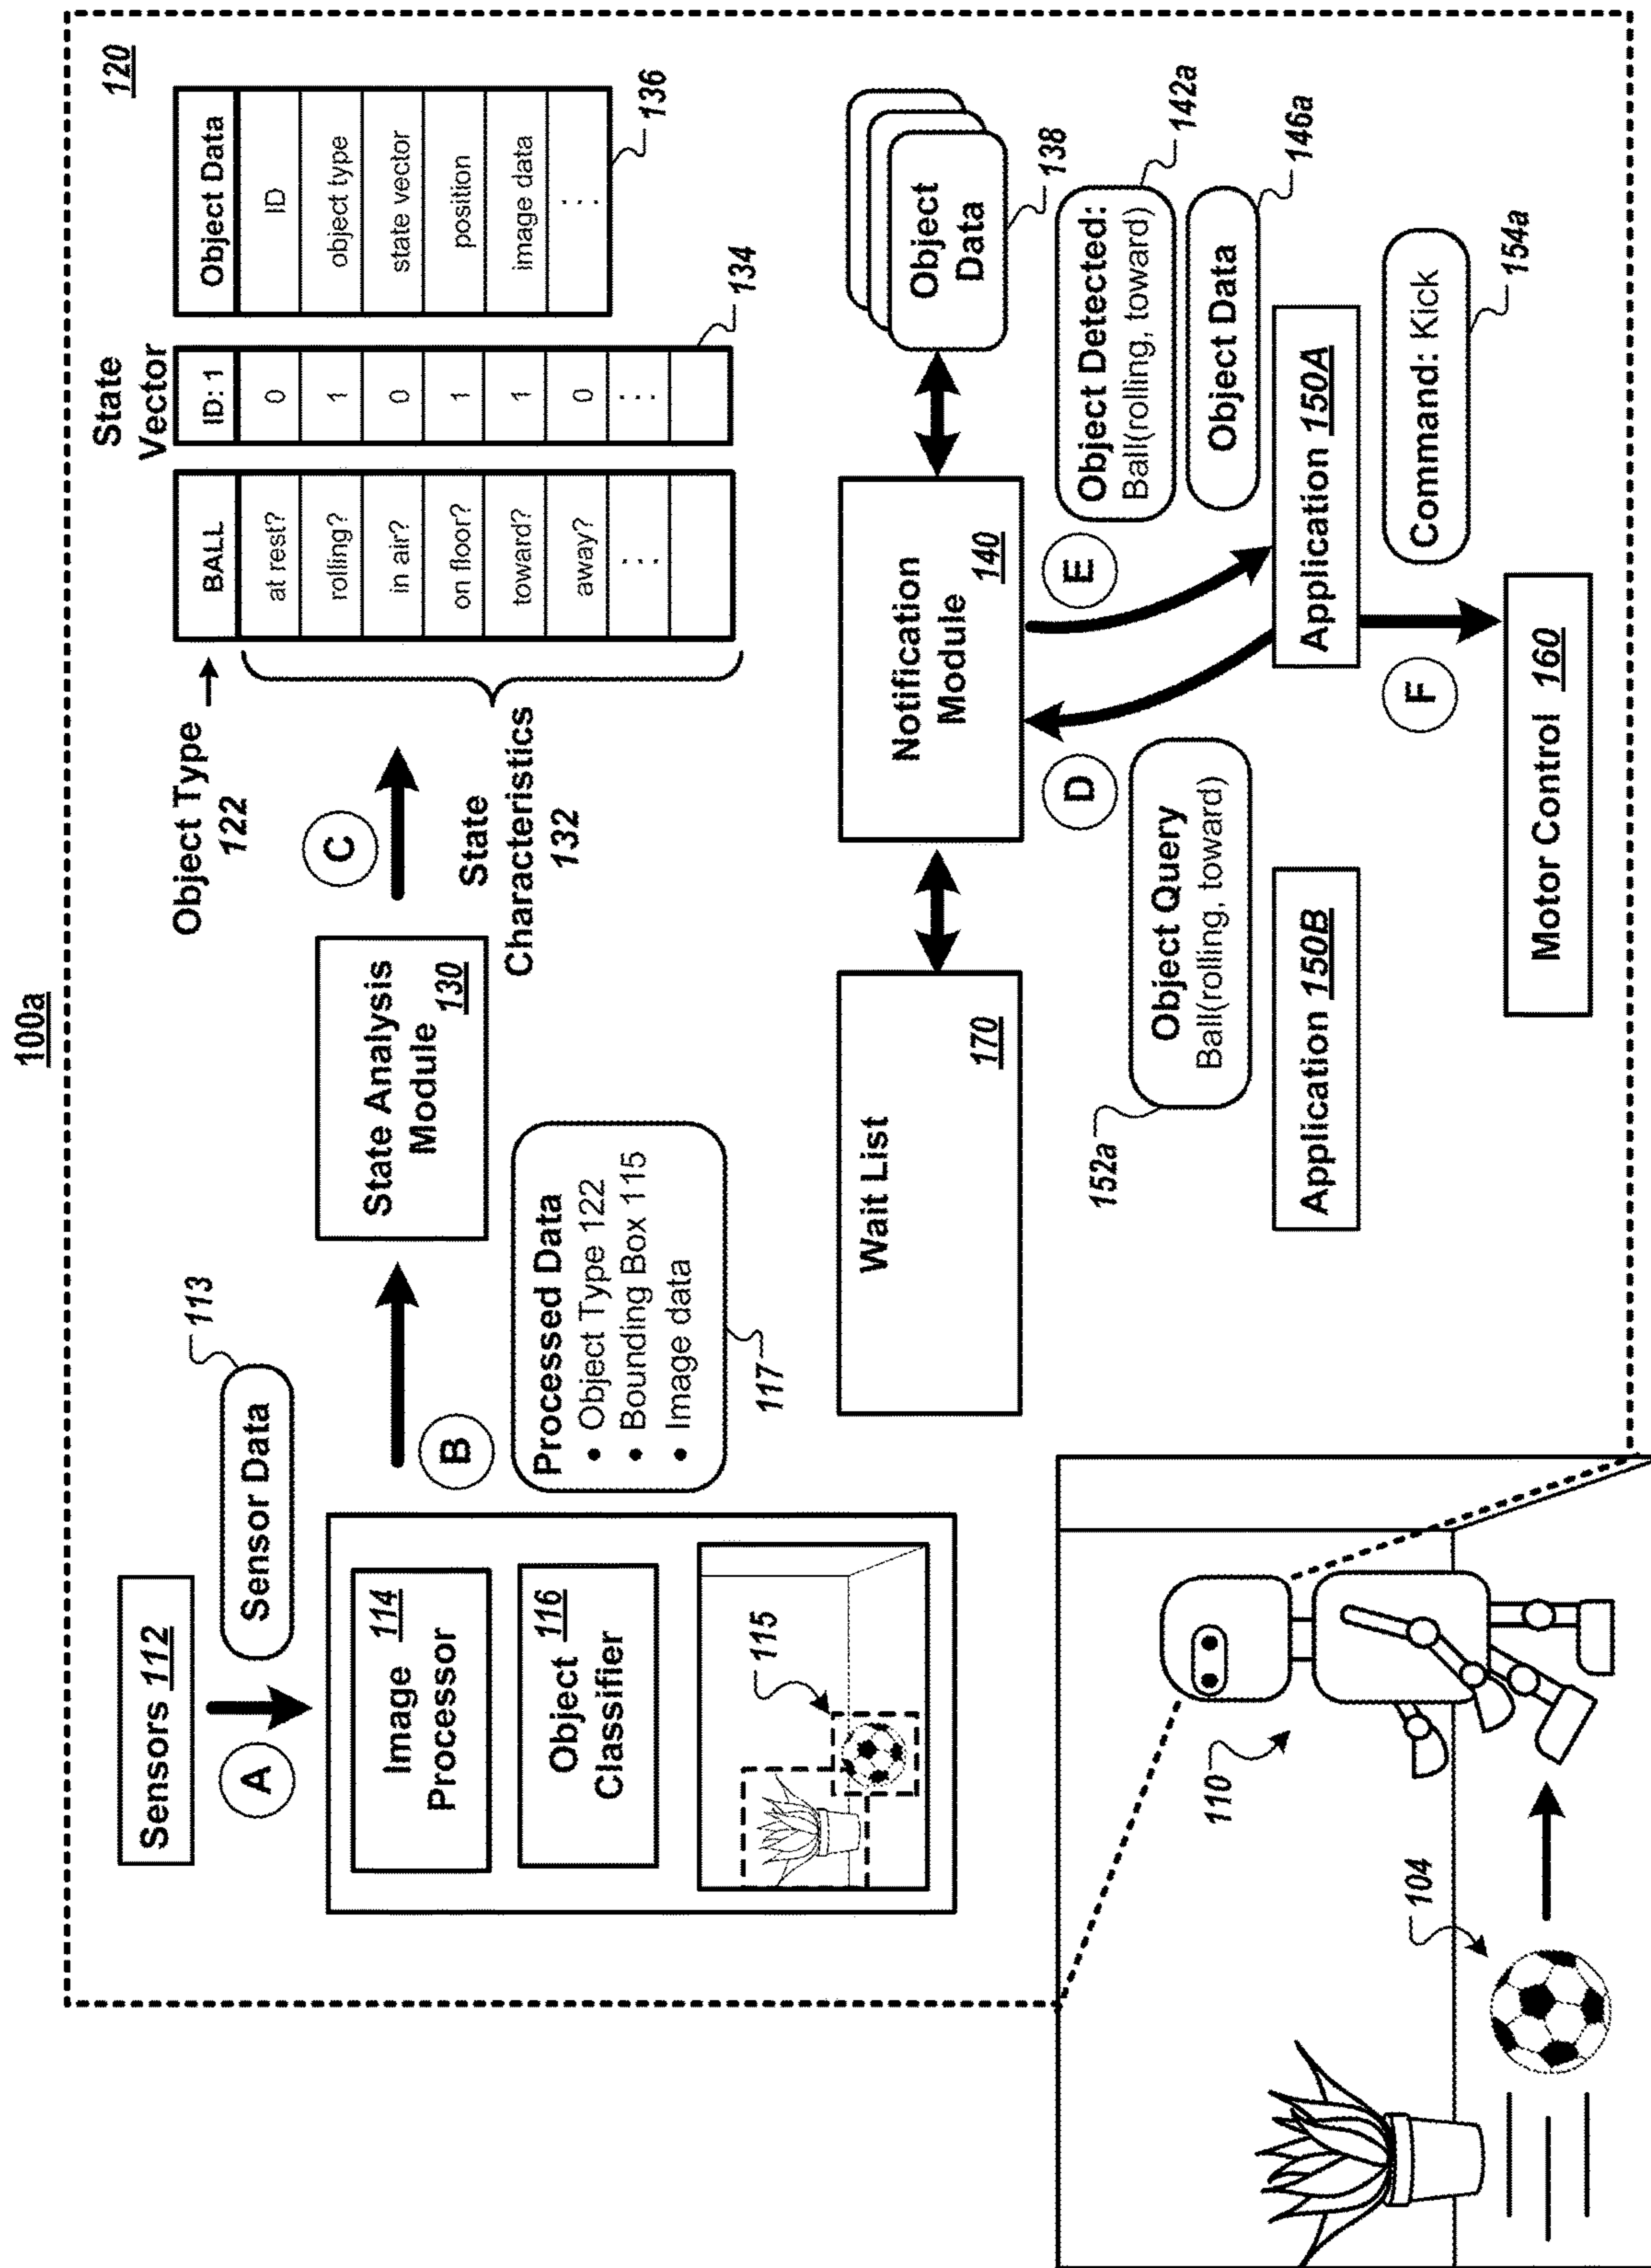 100a
120
Sensors 112
A
Sensor Data
113
Image 114
Processor
Object 116
Classifier
115
B
Processed Data
• Object Type 122
• Bounding Box 115
• Image data
117
State Analysis
Module 130
C
Object Type
122
State
Characteristics
132
BALL
at rest?
rolling?
in air?
on floor?
toward?
away?
...
State
Vector
ID: 1
0
1
0
1
1
0
...
134
Object Data
ID
object type
state vector
position
image data
...
136
Wait List
170
Notification
Module 140
Object
Data
138
D
Object Query
Ball(rolling, toward)
152a
E
Object Detected:
Ball(rolling, toward)
142a
Object Data
146a
Application 150B
Application 150A
F
Command: Kick
154a
Motor Control 160
110
104